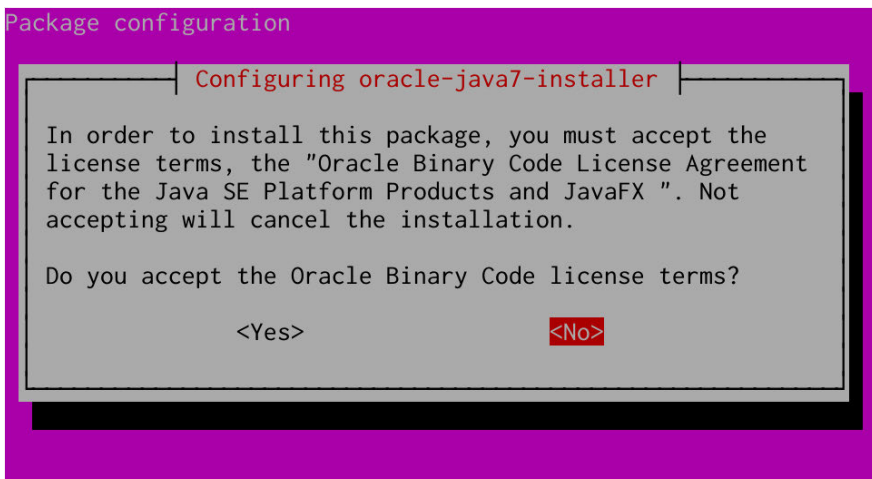 Package configuration
Configuring oracle-java7-installer
In order to install this package, you must accept the
license terms, the "Oracle Binary Code License Agreement
for the Java SE Platform Products and JavaFX ". Not
accepting will cancel the installation.
Do you accept the Oracle Binary Code license terms?
<Yes> <No>